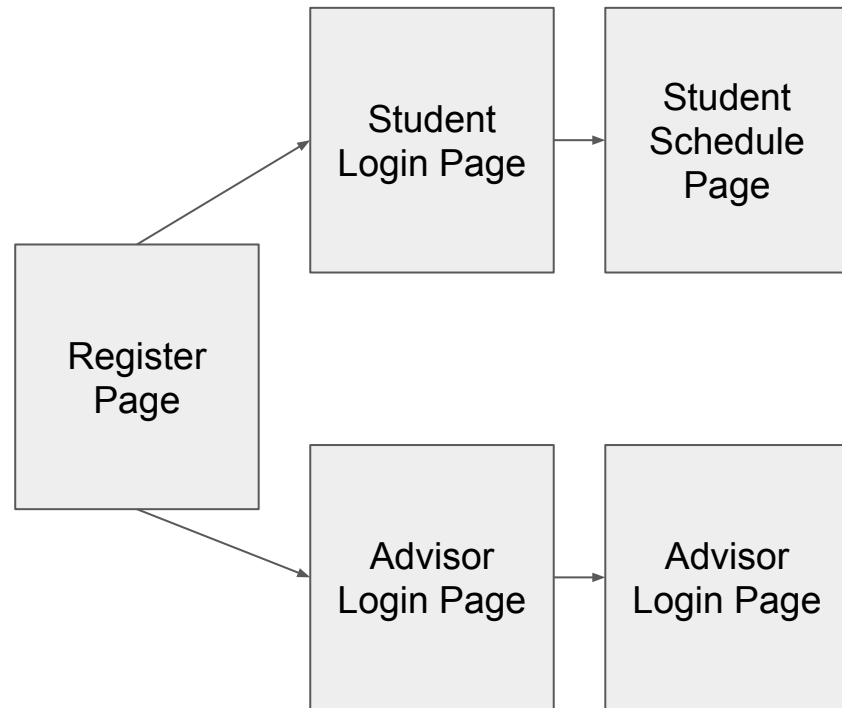 Student
Login Page
Student
Schedule
Page
Register
Page
Advisor
Login Page
Advisor
Login Page